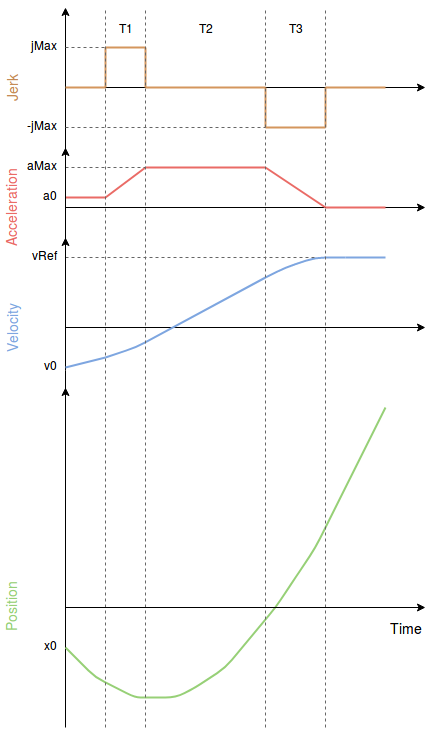 T1 T2 T3
jMax
Jerk
-jMax
aMax
a0
Acceleration
vRef
Velocity
v0
Position
Time
x0